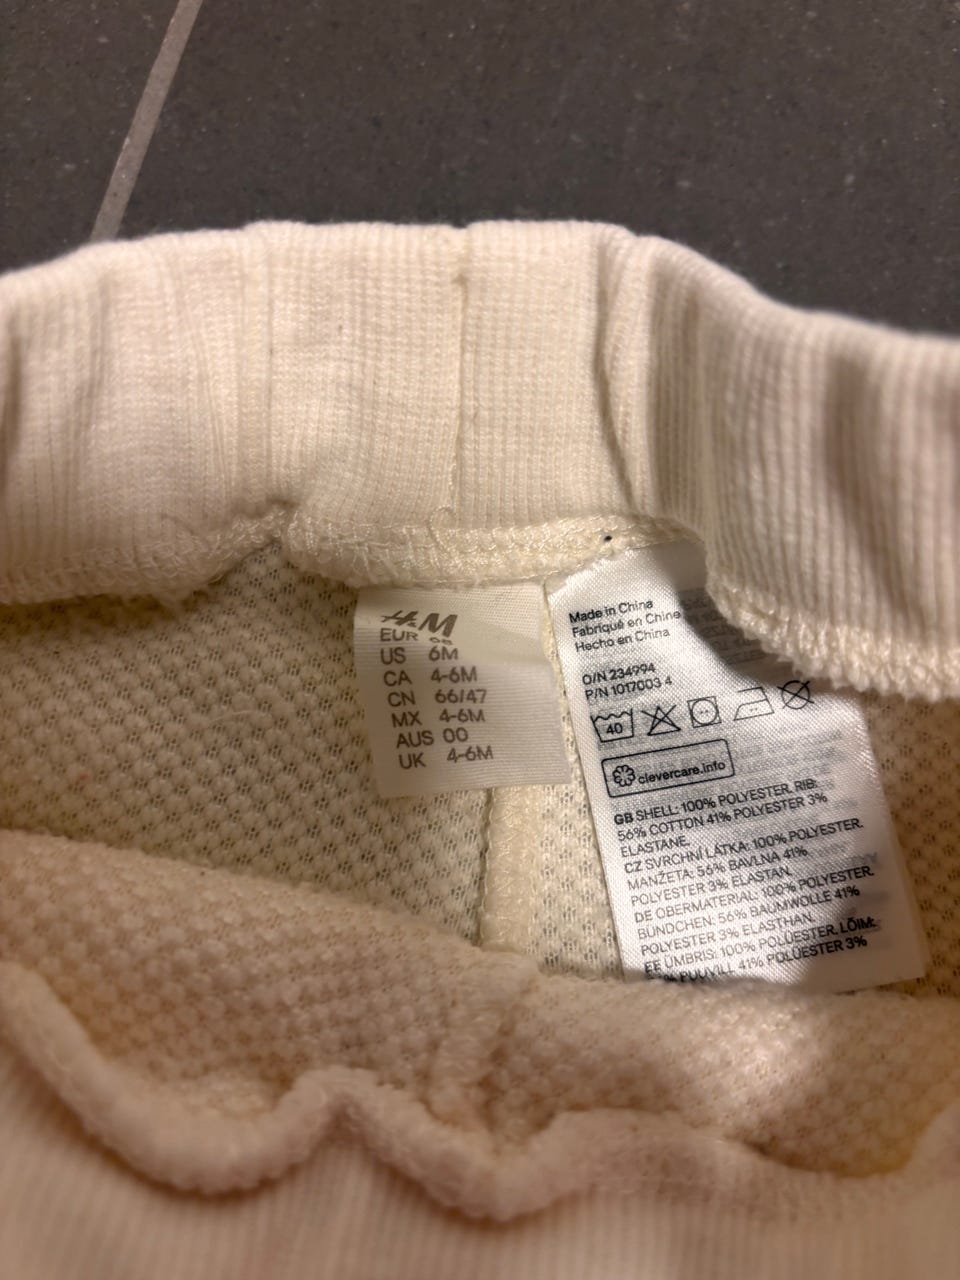 H&M
EUR
US 6M
CA 4-6M
CN 66/47
MX 4-6M
AUS 00
UK 4-6M
Made in China
Fabriqué en Chine
Hecho en China
O/N 234994
P/N 1017003 4
40
clevercare.info
GB SHELL: 100% POLYESTER. RIB:
56% COTTON 41% POLYESTER 3%
ELASTANE.
CZ SVRCHNÍ LÁTKA: 100% POLYESTER.
MANŽETA: 56% BAVLNA 41%
POLYESTER 3% ELASTAN.
DE OBERMATERIAL: 100% POLYESTER.
BÜNDCHEN: 56% BAUMWOLLE 41%
POLYESTER 3% ELASTHAN.
EE ÜMBRIS: 100% POLÜESTER. LÕIM:
PUUVILL 41% POLÜESTER 3%